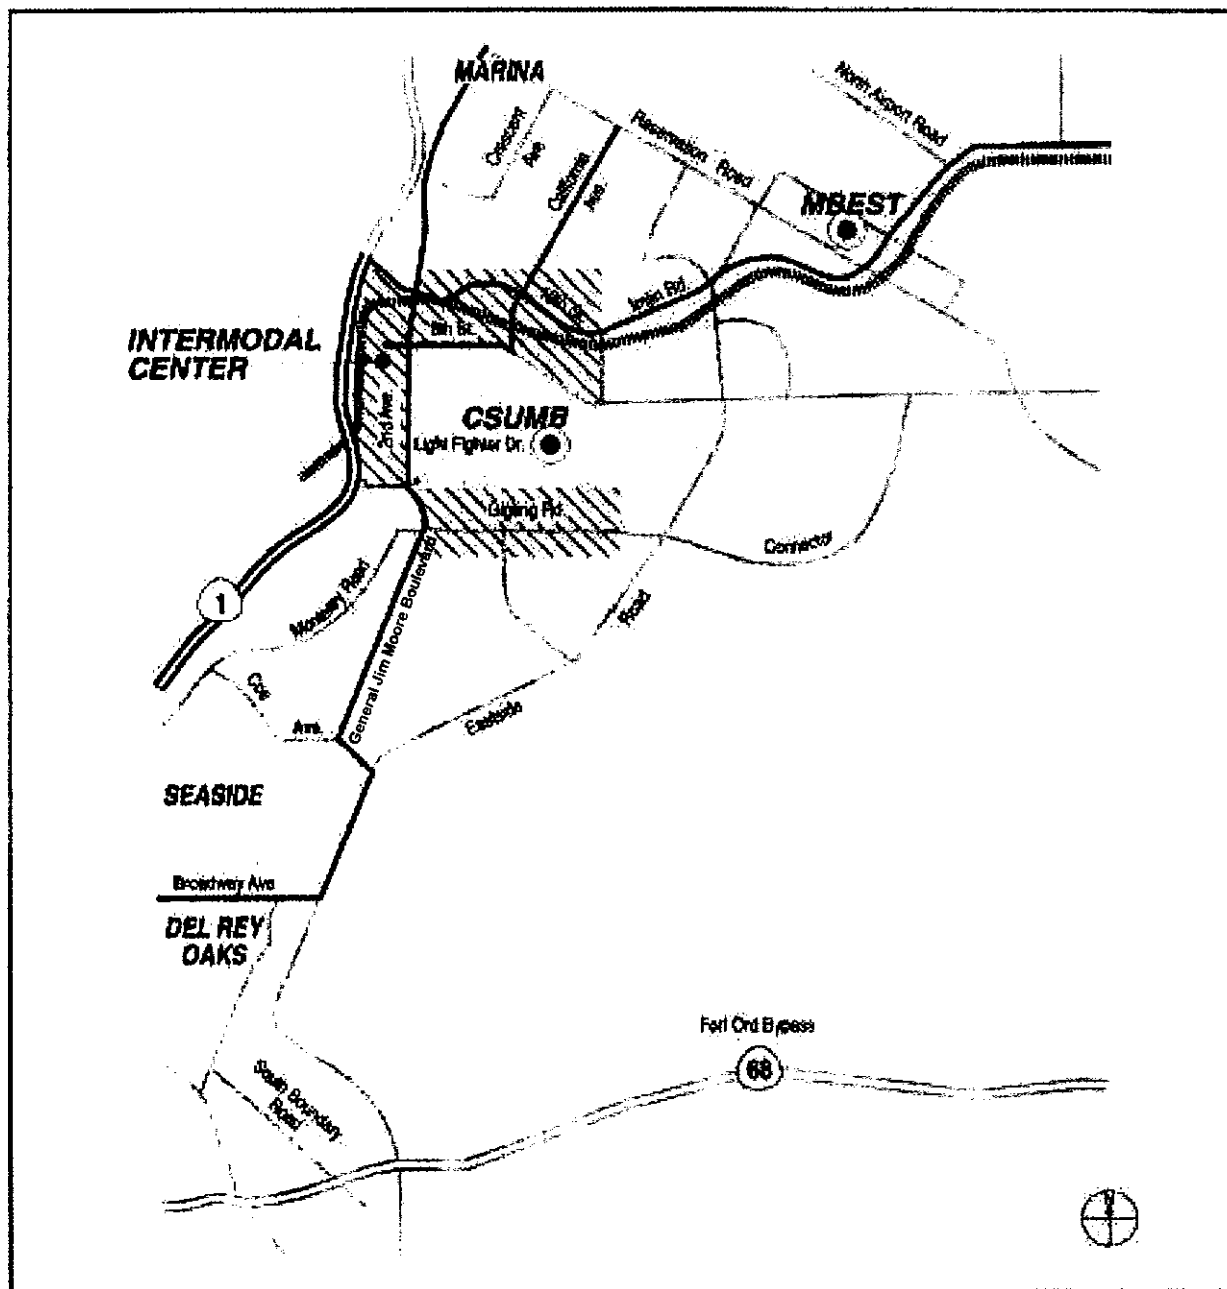 MARINA
North Airport Road
Crescent
Ave
California
Ave.
Reservation Road
MBEST
12th St.
Imjin Rd.
8th St.
INTERMODAL
CENTER
2nd Ave.
CSUMB
Light Fighter Dr.
Gigling Rd.
Connector
1
Monterey Road
General Jim Moore Boulevard
Road
Coe
Ave.
Eastside
SEASIDE
Broadway Ave
DEL REY
OAKS
Fort Ord Bypass
68
South Boundary
Road
N